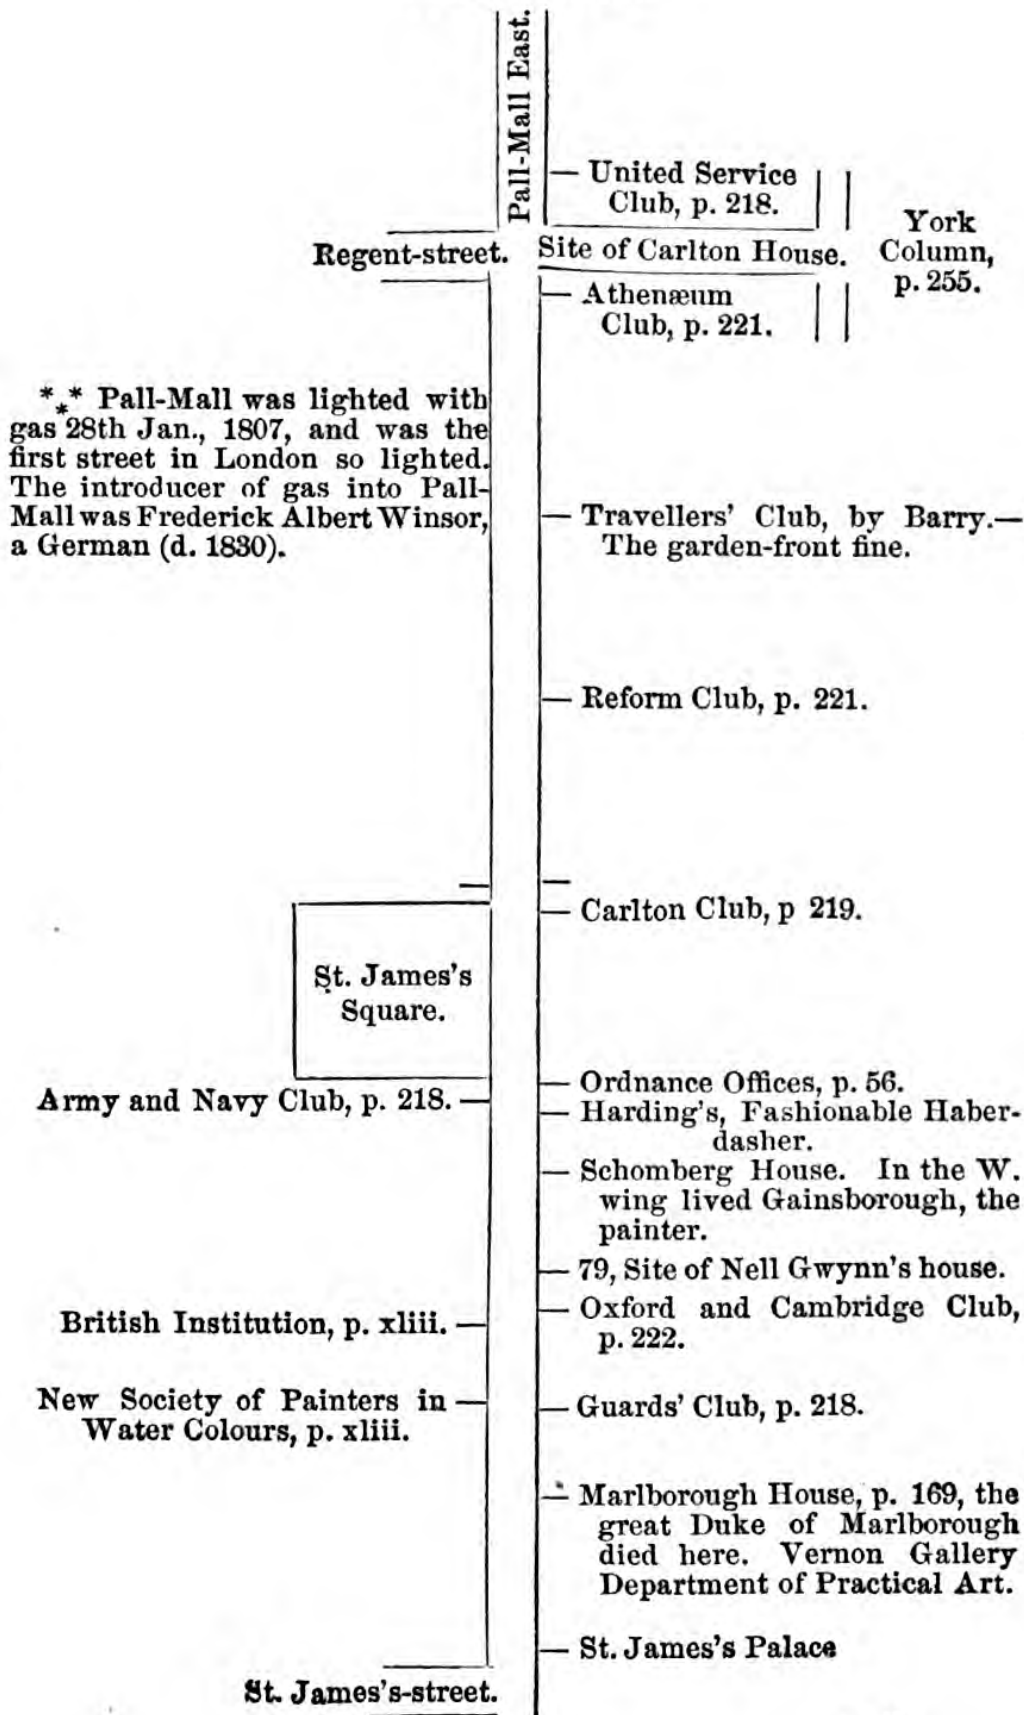 Pall-Mall East.
— United Service
Club, p. 218.
York
Column,
p. 255.
Regent-street.
Site of Carlton House.
— Athenæum
Club, p. 221.
*⁎* Pall-Mall was lighted with
gas 28th Jan., 1807, and was the
first street in London so lighted.
The introducer of gas into Pall-
Mall was Frederick Albert Winsor,
a German (d. 1830).
— Travellers' Club, by Barry.—
The garden-front fine.
— Reform Club, p. 221.
— Carlton Club, p 219.
St. James's
Square.
— Ordnance Offices, p. 56.
Army and Navy Club, p. 218. —
— Harding's, Fashionable Haber-
dasher.
— Schomberg House. In the W.
wing lived Gainsborough, the
painter.
— 79, Site of Nell Gwynn's house.
— Oxford and Cambridge Club,
p. 222.
British Institution, p. xliii. —
New Society of Painters in —
Water Colours, p. xliii.
— Guards' Club, p. 218.
— Marlborough House, p. 169, the
great Duke of Marlborough
died here. Vernon Gallery
Department of Practical Art.
— St. James's Palace
St. James's-street.